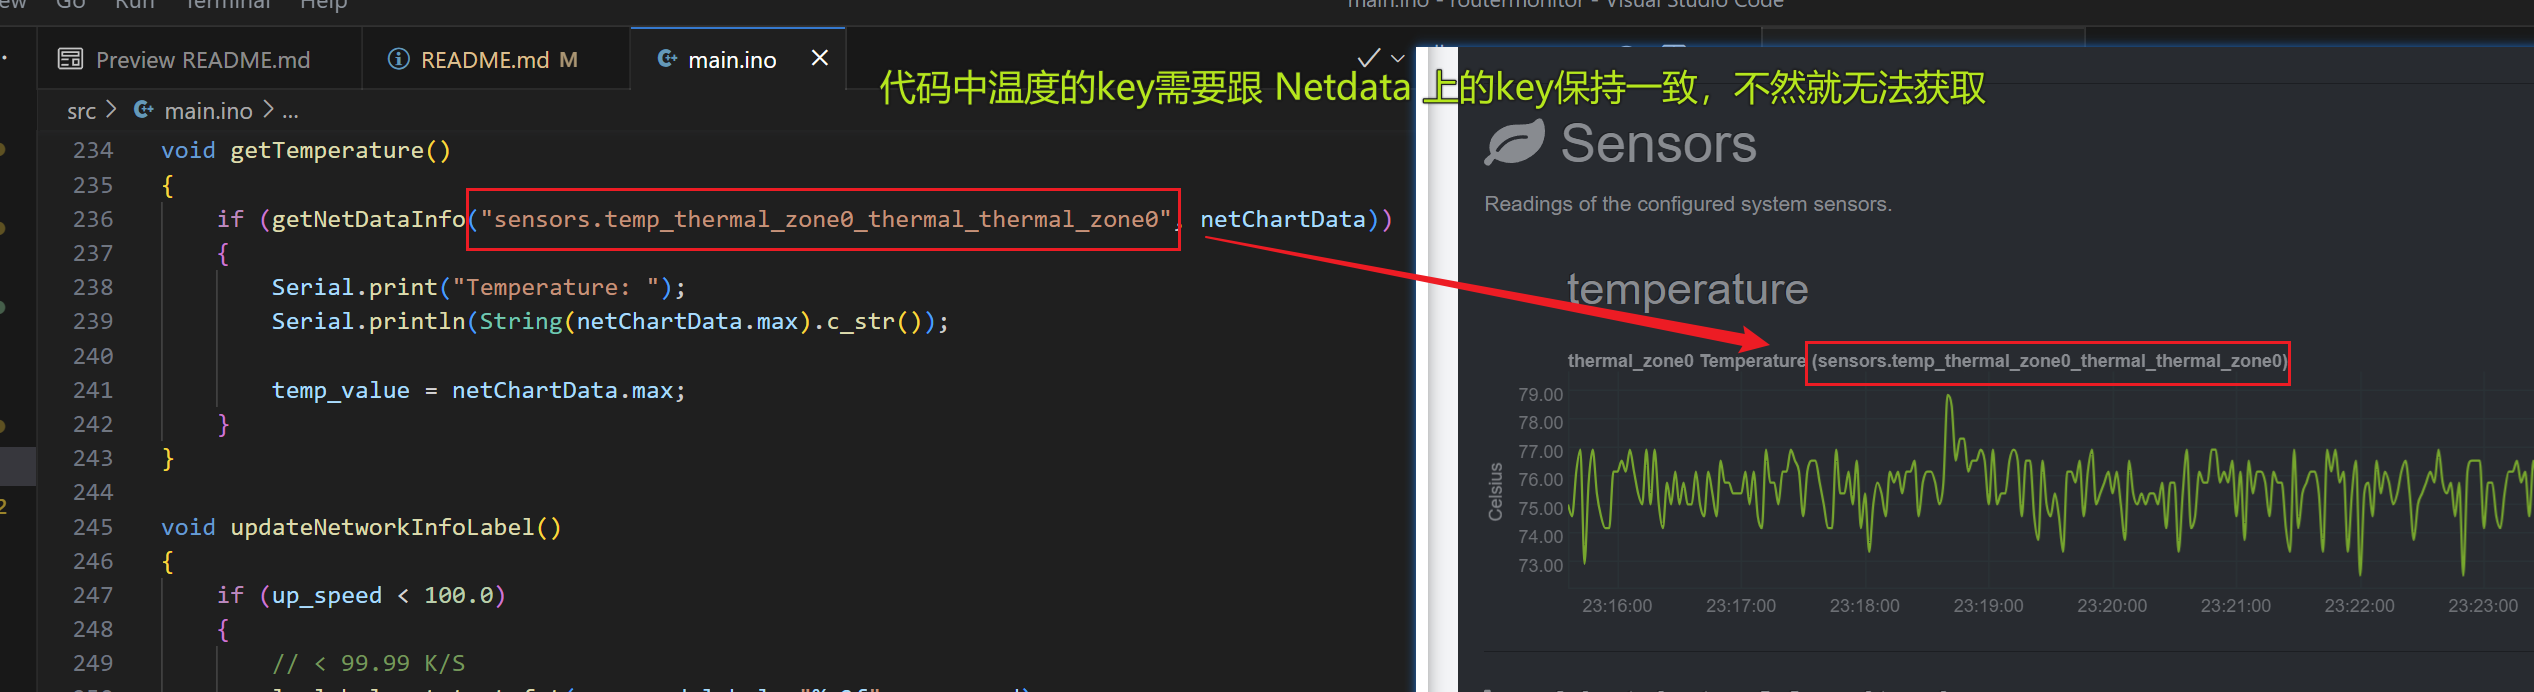 Go Run Terminal Help
main.ino - routermonitor - Visual Studio Code
Preview README.md
README.md M
main.ino
代码中温度的key需要跟 Netdata 上的key保持一致，不然就无法获取
src > main.ino > ...
234 void getTemperature()
235 {
236 if (getNetDataInfo("sensors.temp_thermal_zone0_thermal_thermal_zone0", netChartData))
237 {
238 Serial.print("Temperature: ");
239 Serial.println(String(netChartData.max).c_str());
240
241 temp_value = netChartData.max;
242 }
243 }
244
245 void updateNetworkInfoLabel()
246 {
247 if (up_speed < 100.0)
248 {
249 // < 99.99 K/S
2
Sensors
Readings of the configured system sensors.
temperature
thermal_zone0 Temperature (sensors.temp_thermal_zone0_thermal_thermal_zone0)
Celsius
79.00
78.00
77.00
76.00
75.00
74.00
73.00
23:16:00 23:17:00 23:18:00 23:19:00 23:20:00 23:21:00 23:22:00 23:23:00